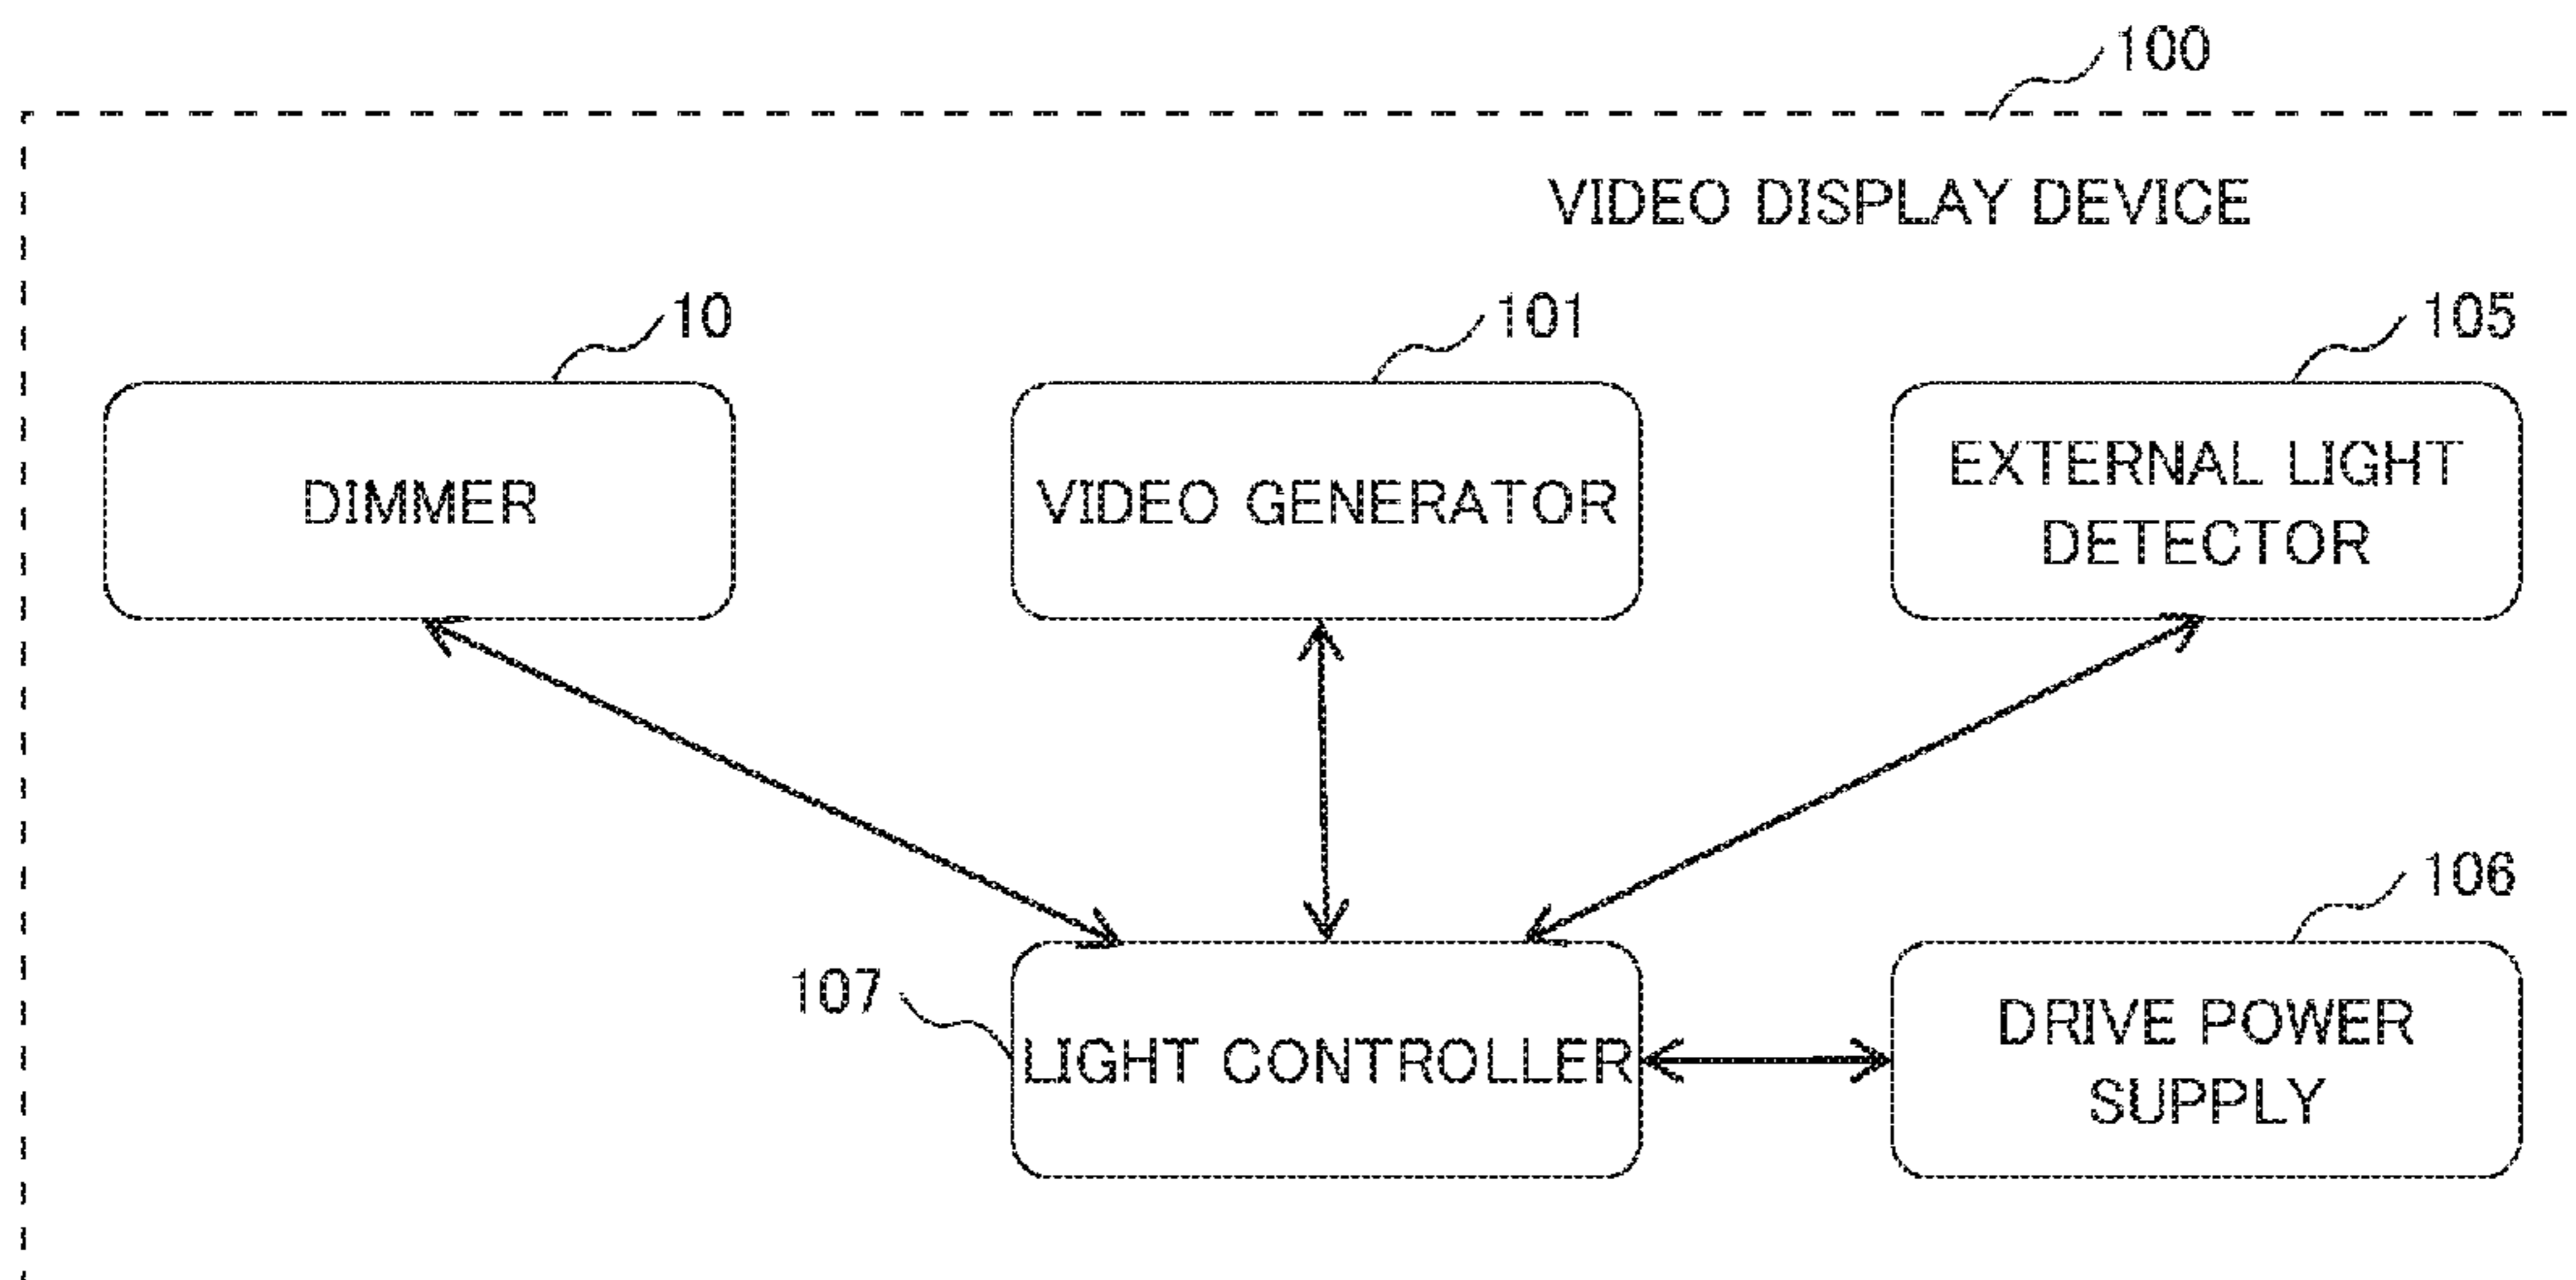 100
VIDEO DISPLAY DEVICE
10
101
105
DIMMER
VIDEO GENERATOR
EXTERNAL LIGHT
DETECTOR
106
107
LIGHT CONTROLLER
DRIVE POWER
SUPPLY